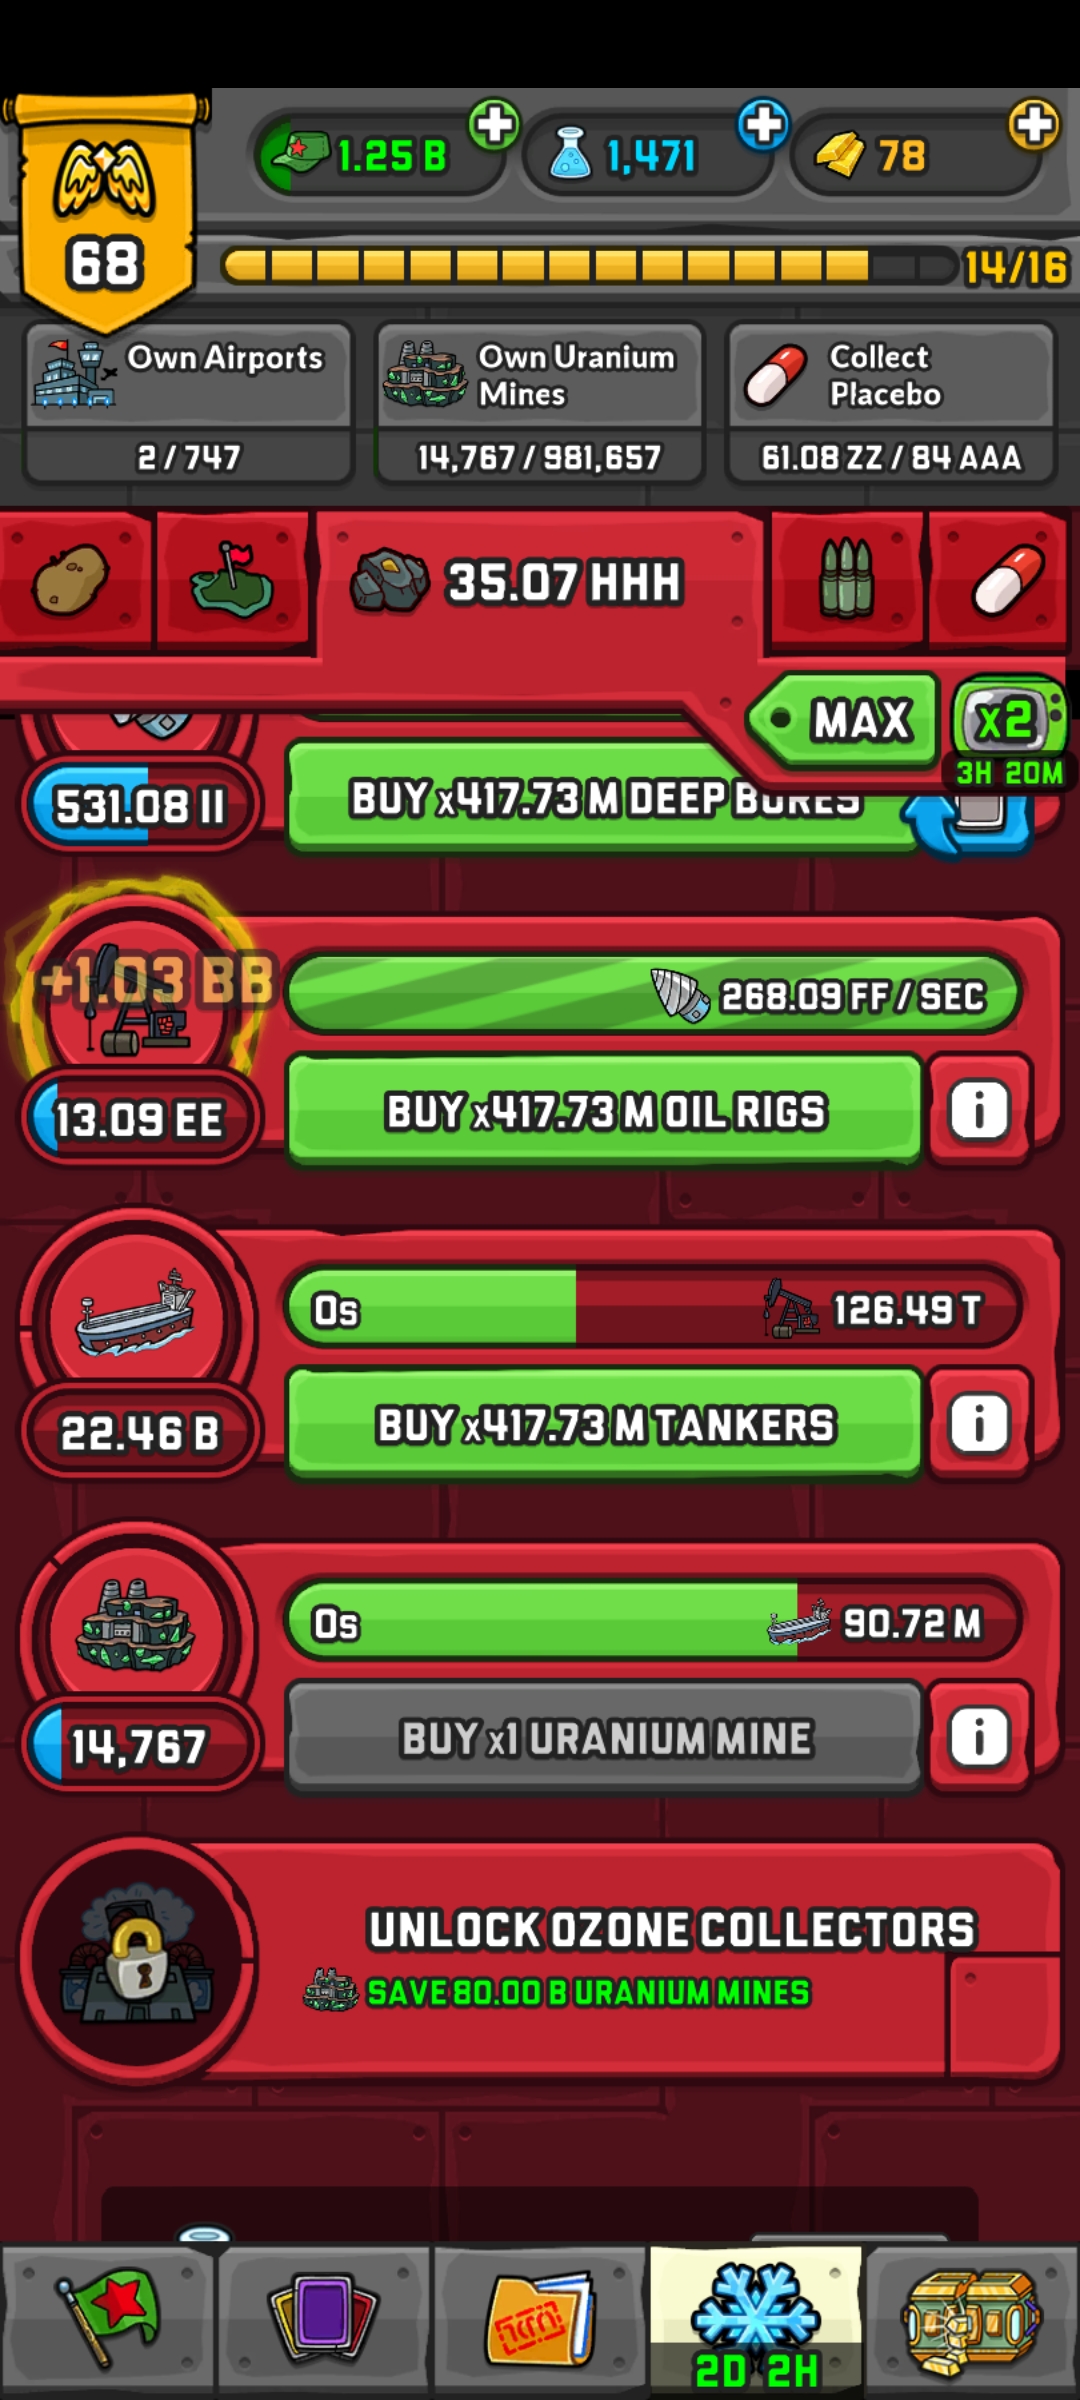 1.25 B
1,471
78
68
14/16
Own Airports
2 / 747
Own Uranium
Mines
14,767 / 981,657
Collect
Placebo
61.08 ZZ / 84 AAA
35.07 HHH
MAX
x2
3H 20M
531.08 II
BUY x417.73 M DEEP BORES
+1.03 BB
268.09 FF / SEC
13.09 EE
BUY x417.73 M OIL RIGS
i
0s
126.49 T
22.46 B
BUY x417.73 M TANKERS
i
0s
90.72 M
14,767
BUY x1 URANIUM MINE
i
UNLOCK OZONE COLLECTORS
SAVE 80.00 B URANIUM MINES
2D 2H